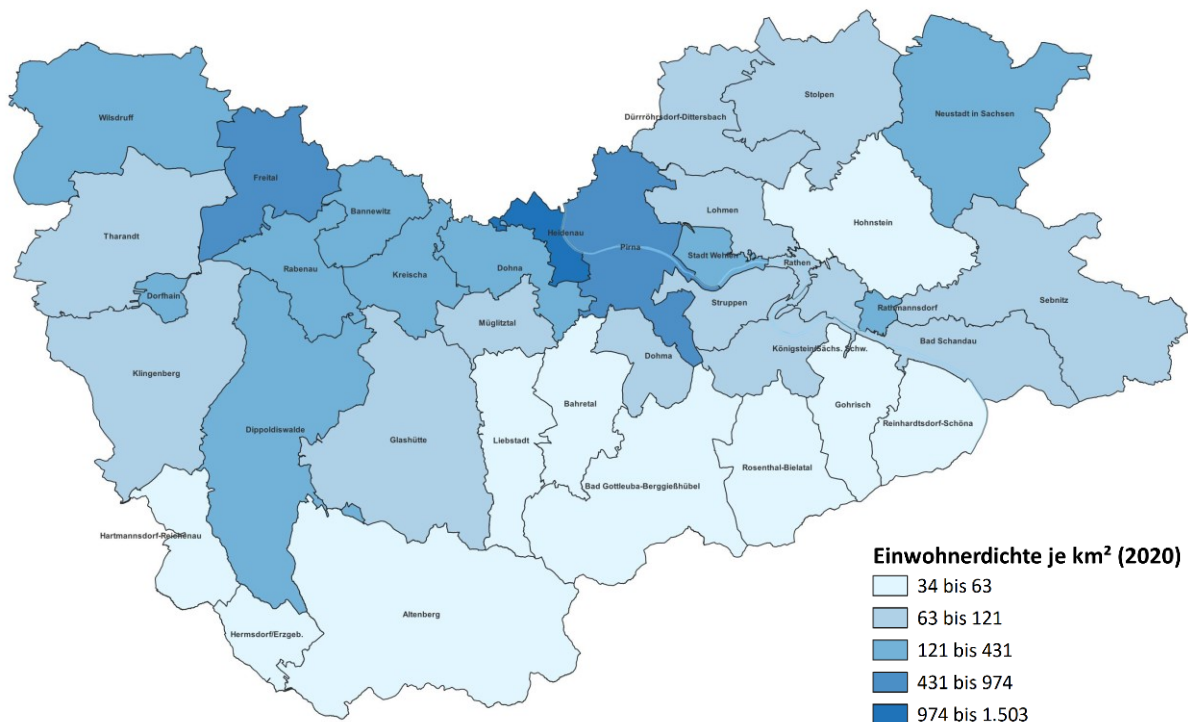 Stolpen
Dürrröhrsdorf-Dittersbach
Neustadt in Sachsen
Wilsdruff
Freital
Bannewitz
Lohmen
Hohnstein
Tharandt
Heidenau
Pirna
Stadt Wehlen
Rathen
Rabenau
Kreischa
Dohna
Dorfhain
Struppen
Rathmannsdorf
Sebnitz
Müglitztal
Königstein/Sächs. Schw.
Bad Schandau
Dohma
Klingenberg
Bahretal
Gohrisch
Reinhardtsdorf-Schöna
Dippoldiswalde
Glashütte
Liebstadt
Rosenthal-Bielatal
Bad Gottleuba-Berggießhübel
Hartmannsdorf-Reichenau
Altenberg
Hermsdorf/Erzgeb.
Einwohnerdichte je km² (2020)
34 bis 63
63 bis 121
121 bis 431
431 bis 974
974 bis 1.503